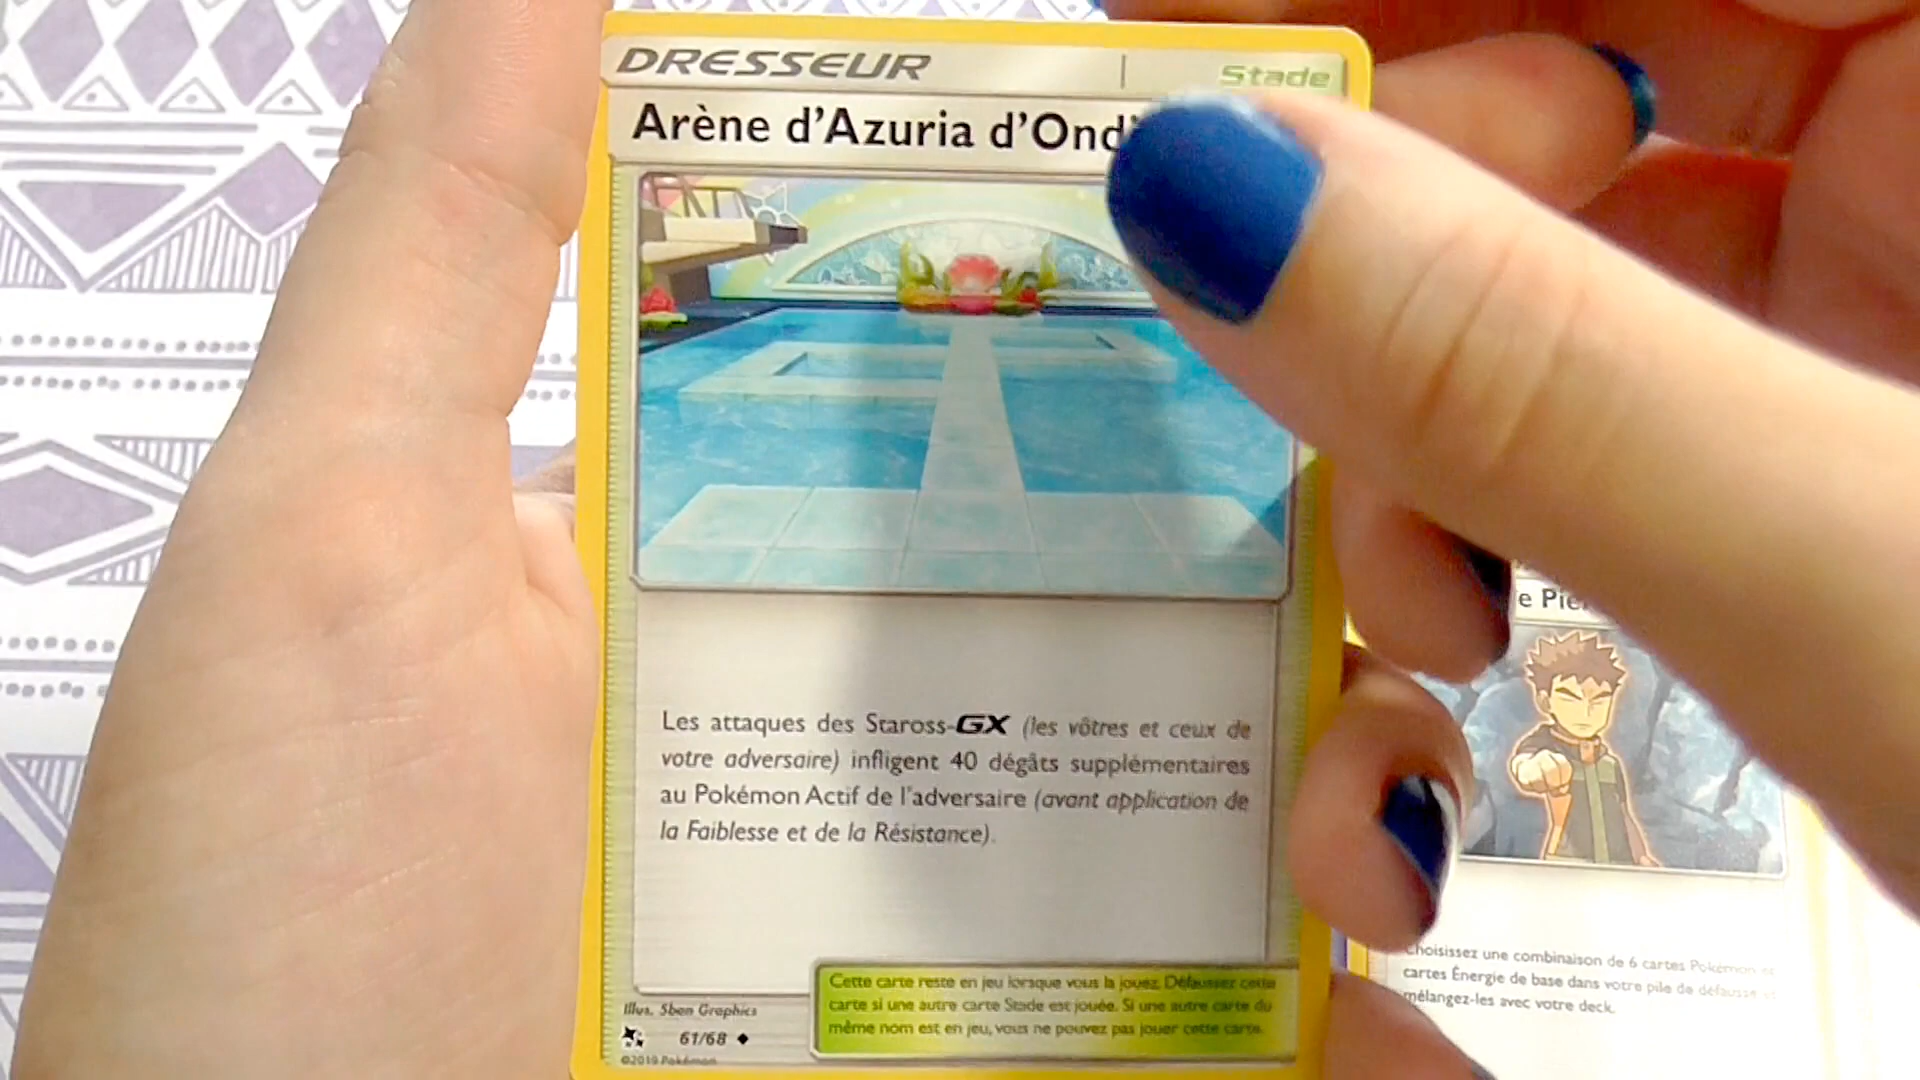 DRESSEUR
Stade
Arène d'Azuria d'Ond
Les attaques des Staross-GX (les vôtres et ceux de
votre adversaire) infligent 40 dégâts supplémentaires
au Pokémon Actif de l'adversaire (avant application de
la Faiblesse et de la Résistance).
Cette carte reste en jeu lorsque vous la jouez. Défaussez cette
carte si une autre carte Stade est jouée. Si une autre carte du
même nom est en jeu, vous ne pouvez pas jouer cette carte.
Illus. Sben Graphics
61/68
©2019 Pokémon
e Pie
Choisissez une combinaison de 6 cartes Pokémon et
cartes Énergie de base dans votre pile de défausse et
mélangez-les avec votre deck.